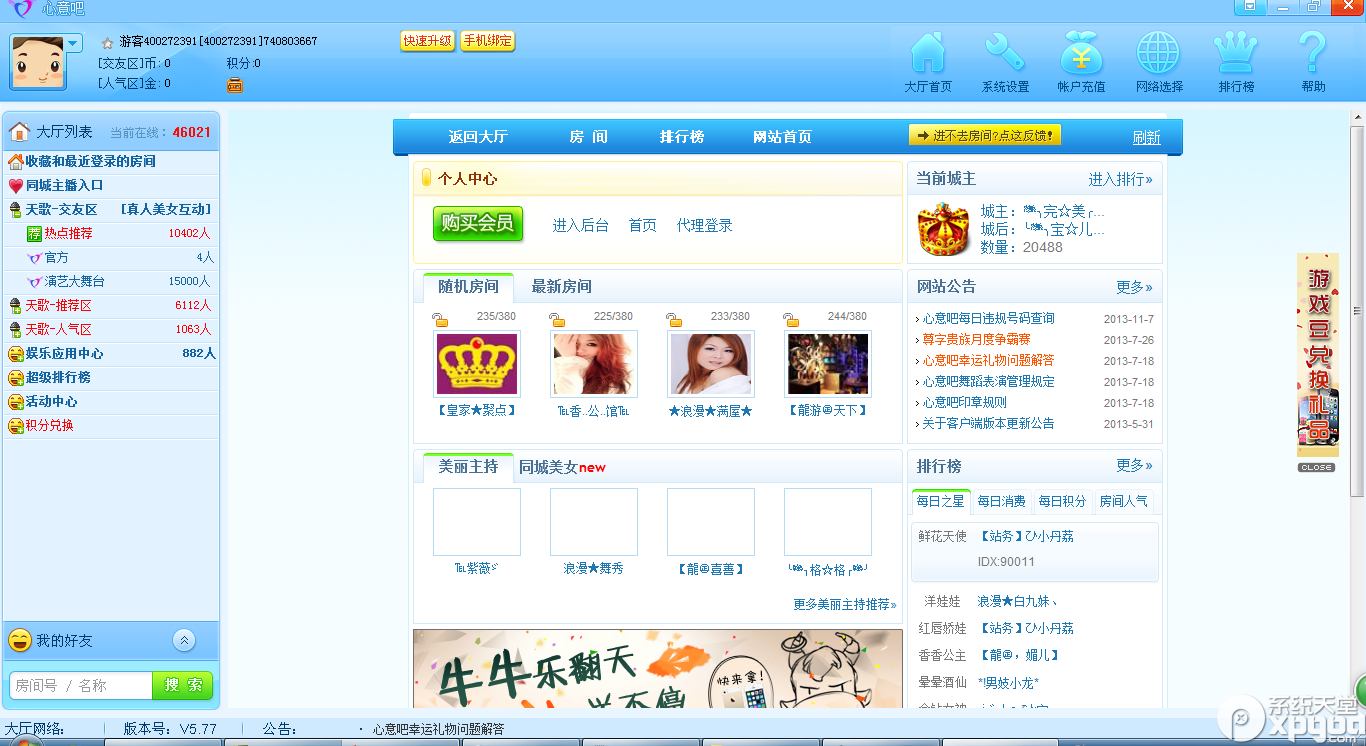 心意吧
游客400272391[400272391]740803667
快速升级 手机绑定
[交友区]币: 0 积分:0
[人气区]金: 0
大厅首页 系统设置 帐户充值 网络选择 排行榜 帮助
大厅列表 当前在线: 46021
收藏和最近登录的房间
同城主播入口
天歌-交友区 [真人美女互动]
荐 热点推荐 10402人
官方 4人
演艺大舞台 15000人
天歌-推荐区 6112人
天歌-人气区 1063人
娱乐应用中心 882人
超级排行榜
活动中心
积分兑换
我的好友
房间号 / 名称 搜 索
返回大厅 房 间 排行榜 网站首页 进不去房间?点这反馈! 刷新
个人中心
购买会员 进入后台 首页 代理登录
当前城主 进入排行»
城主: 完☆美
城后: 宝☆儿...
数量: 20488
随机房间 最新房间
235/380 225/380 233/380 244/380
【皇家★聚点】 ℡香..公..馆℡ ★浪漫★满屋★ 【龍游@天下】
网站公告 更多»
心意吧每日违规号码查询 2013-11-7
尊字贵族月度争霸赛 2013-7-26
心意吧幸运礼物问题解答 2013-7-18
心意吧舞蹈表演管理规定 2013-7-18
心意吧印章规则 2013-7-18
关于客户端版本更新公告 2013-5-31
美丽主持 同城美女new
℡紫薇 浪漫★舞秀 【龍@喜善】 格☆格
更多美丽主持推荐»
牛牛乐翻天
快来拿!
排行榜 更多»
每日之星 每日消费 每日积分 房间人气
鲜花天使 【站务】ひ小丹荔
IDX:90011
洋娃娃 浪漫★白九妹、
红唇娇娃 【站务】ひ小丹荔
香香公主 【龍@，媚儿】
晕晕酒仙 *!男妓小龙*
游戏豆兑换礼品
CLOSE
大厅网络: 版本号: V5.77 公告: · 心意吧幸运礼物问题解答
系统天堂
xpgod
.com